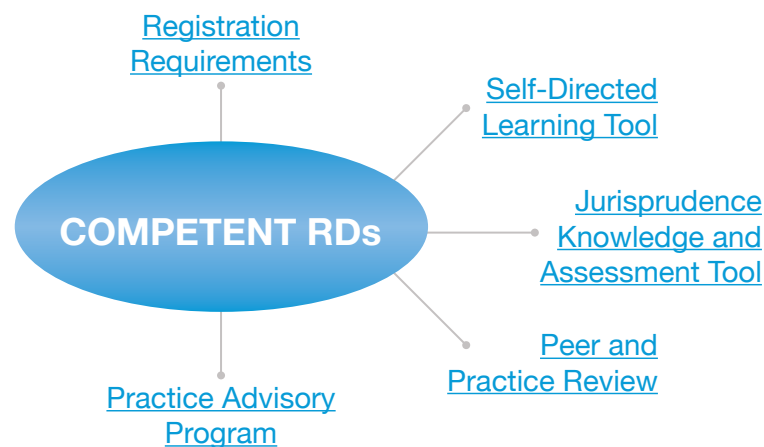 Registration
Requirements
Self-Directed
Learning Tool
COMPETENT RDs
Jurisprudence
Knowledge and
Assessment Tool
Peer and
Practice Review
Practice Advisory
Program